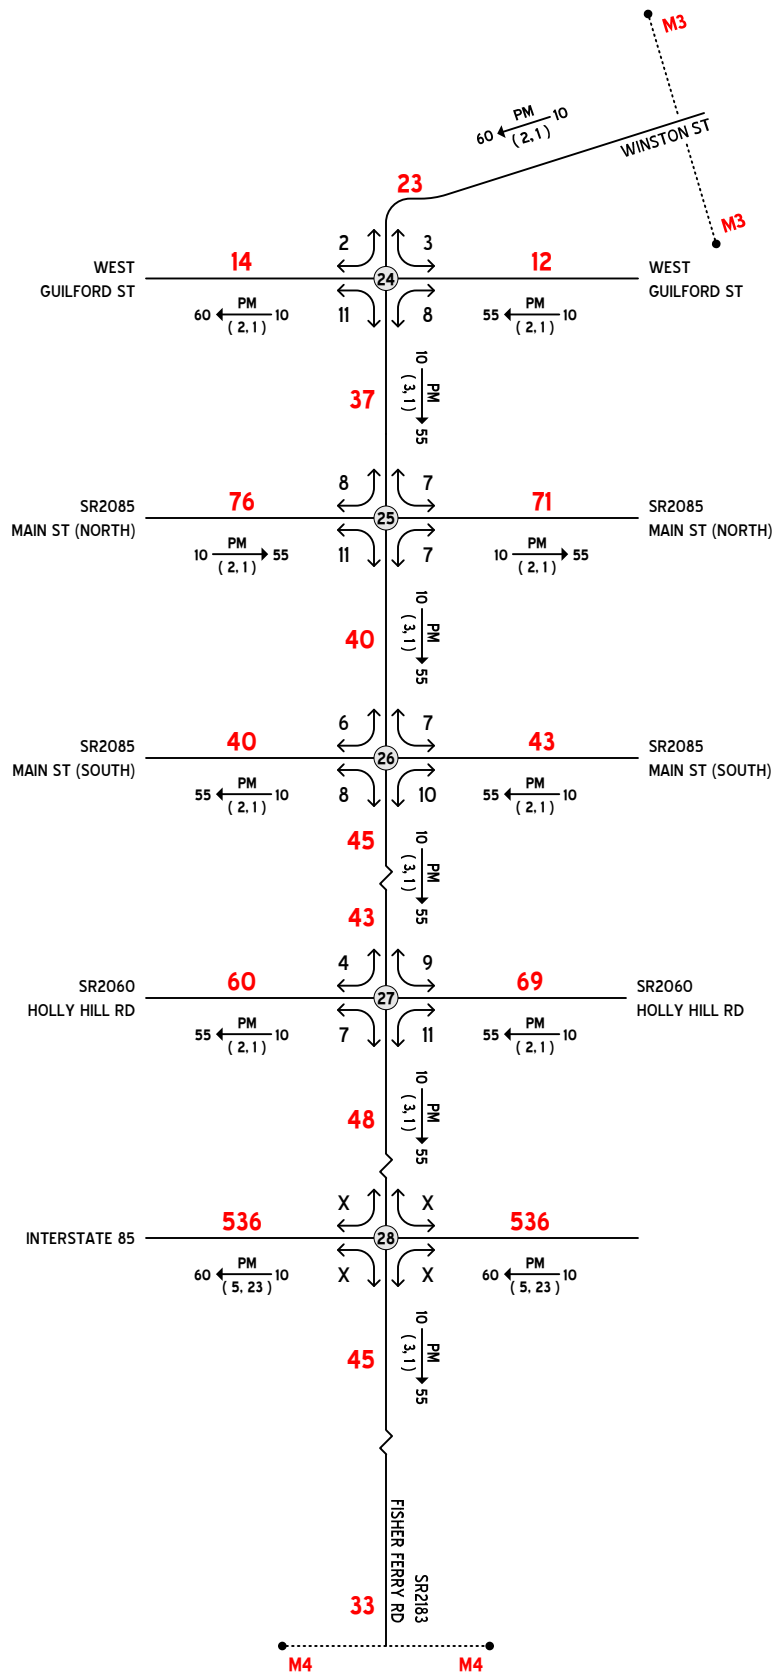 M3
PM
60 10
( 2, 1 )
WINSTON ST
23
M3
2 3
14 12
WEST
GUILFORD ST
24
WEST
GUILFORD ST
11 8
PM
60 10
( 2, 1 )
PM
55 10
( 2, 1 )
37
PM
10 55
( 3, 1 )
8 7
76 71
SR2085
MAIN ST (NORTH)
25
SR2085
MAIN ST (NORTH)
11 7
PM
10 55
( 2, 1 )
PM
10 55
( 2, 1 )
40
PM
10 55
( 3, 1 )
6 7
40 43
SR2085
MAIN ST (SOUTH)
26
SR2085
MAIN ST (SOUTH)
8 10
PM
55 10
( 2, 1 )
PM
55 10
( 2, 1 )
45
PM
10 55
( 3, 1 )
43
4 9
60 69
SR2060
HOLLY HILL RD
27
SR2060
HOLLY HILL RD
7 11
PM
55 10
( 2, 1 )
PM
55 10
( 2, 1 )
48
PM
10 55
( 3, 1 )
X X
536 536
INTERSTATE 85
28
X X
PM
60 10
( 5, 23 )
PM
60 10
( 5, 23 )
45
PM
10 55
( 3, 1 )
SR2183
FISHER FERRY RD
33
M4 M4